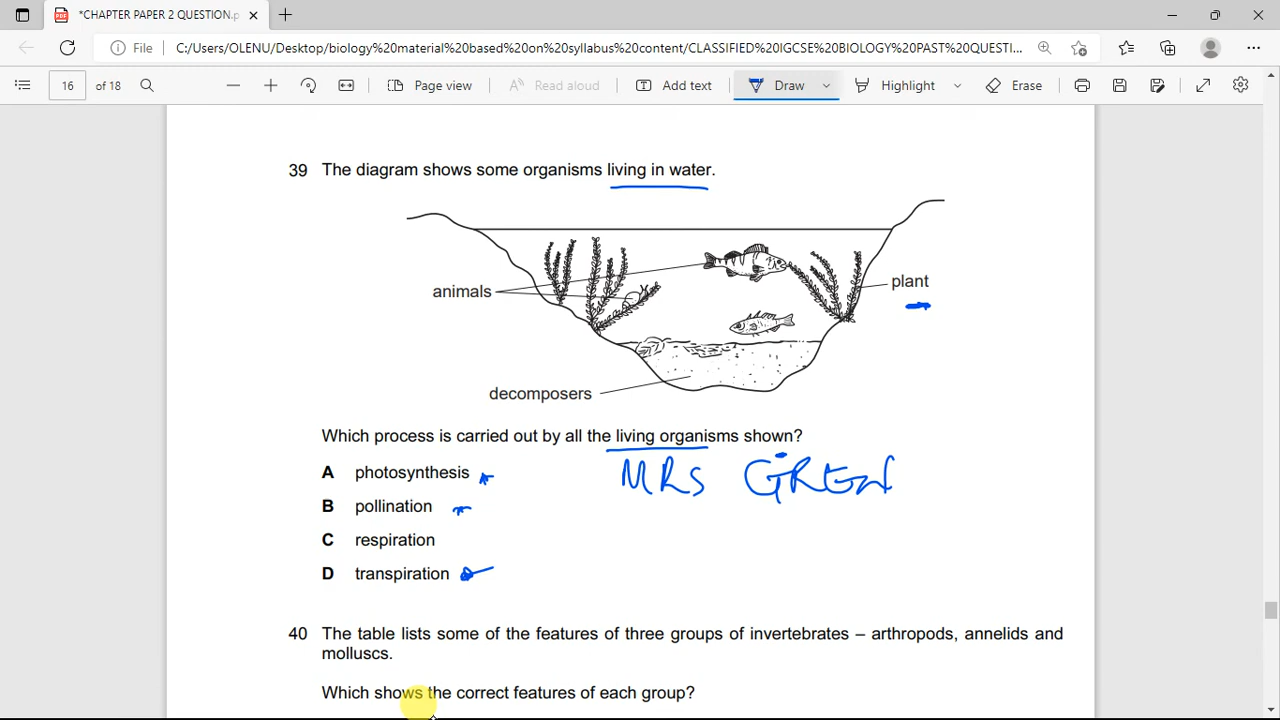 *CHAPTER PAPER 2 QUESTION.p
File C:/Users/OLENU/Desktop/biology%20material%20based%20on%20syllabus%20content/CLASSIFIED%20IGCSE%20BIOLOGY%20PAST%20QUESTI...
16 of 18 Page view Read aloud Add text Draw Highlight Erase
39 The diagram shows some organisms living in water.
plant
animals
decomposers
Which process is carried out by all the living organisms shown?
MRS GREN
A photosynthesis
B pollination
C respiration
D transpiration
40 The table lists some of the features of three groups of invertebrates – arthropods, annelids and
molluscs.
Which shows the correct features of each group?